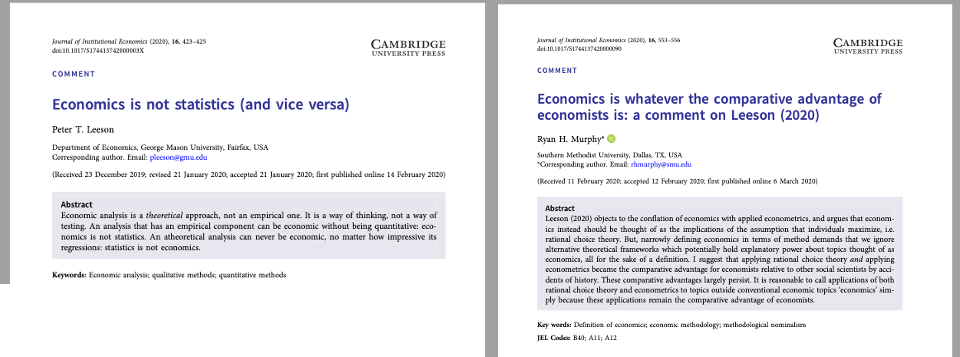 Journal of Institutional Economics (2020), 16, 423–425
doi:10.1017/S174413742000003X
CAMBRIDGE
UNIVERSITY PRESS
COMMENT
Economics is not statistics (and vice versa)
Peter T. Leeson
Department of Economics, George Mason University, Fairfax, USA
Corresponding author. Email: pleeson@gmu.edu
(Received 23 December 2019; revised 21 January 2020; accepted 21 January 2020; first published online 14 February 2020)
Abstract
Economic analysis is a theoretical approach, not an empirical one. It is a way of thinking, not a way of
testing. An analysis that has an empirical component can be economic without being quantitative: eco-
nomics is not statistics. An atheoretical analysis can never be economic, no matter how impressive its
regressions: statistics is not economics.
Keywords: Economic analysis; qualitative methods; quantitative methods
Journal of Institutional Economics (2020), 16, 553–556
doi:10.1017/S1744137420000090
CAMBRIDGE
UNIVERSITY PRESS
COMMENT
Economics is whatever the comparative advantage of
economists is: a comment on Leeson (2020)
Ryan H. Murphy*
iD
Southern Methodist University, Dallas, TX, USA
*Corresponding author. Email: rhmurphy@smu.edu
(Received 11 February 2020; accepted 12 February 2020; first published online 6 March 2020)
Abstract
Leeson (2020) objects to the conflation of economics with applied econometrics, and argues that econom-
ics instead should be thought of as the implications of the assumption that individuals maximize, i.e.
rational choice theory. But, narrowly defining economics in terms of method demands that we ignore
alternative theoretical frameworks which potentially hold explanatory power about topics thought of as
economics, all for the sake of a definition. I suggest that applying rational choice theory and applying
econometrics became the comparative advantage for economists relative to other social scientists by acci-
dents of history. These comparative advantages largely persist. It is reasonable to call applications of both
rational choice theory and econometrics to topics outside conventional economic topics 'economics' sim-
ply because these applications remain the comparative advantage of economists.
Key words: Definition of economics; economic methodology; methodological nominalism
JEL Codes: B40; A11; A12